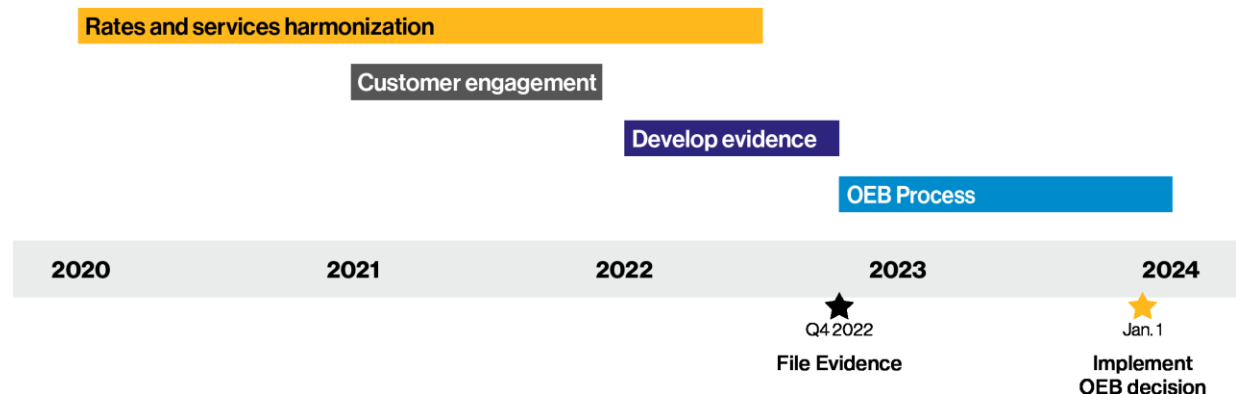 Rates and services harmonization
Customer engagement
Develop evidence
OEB Process
2020 2021 2022 2023 2024
Q4 2022 Jan. 1
File Evidence Implement
OEB decision